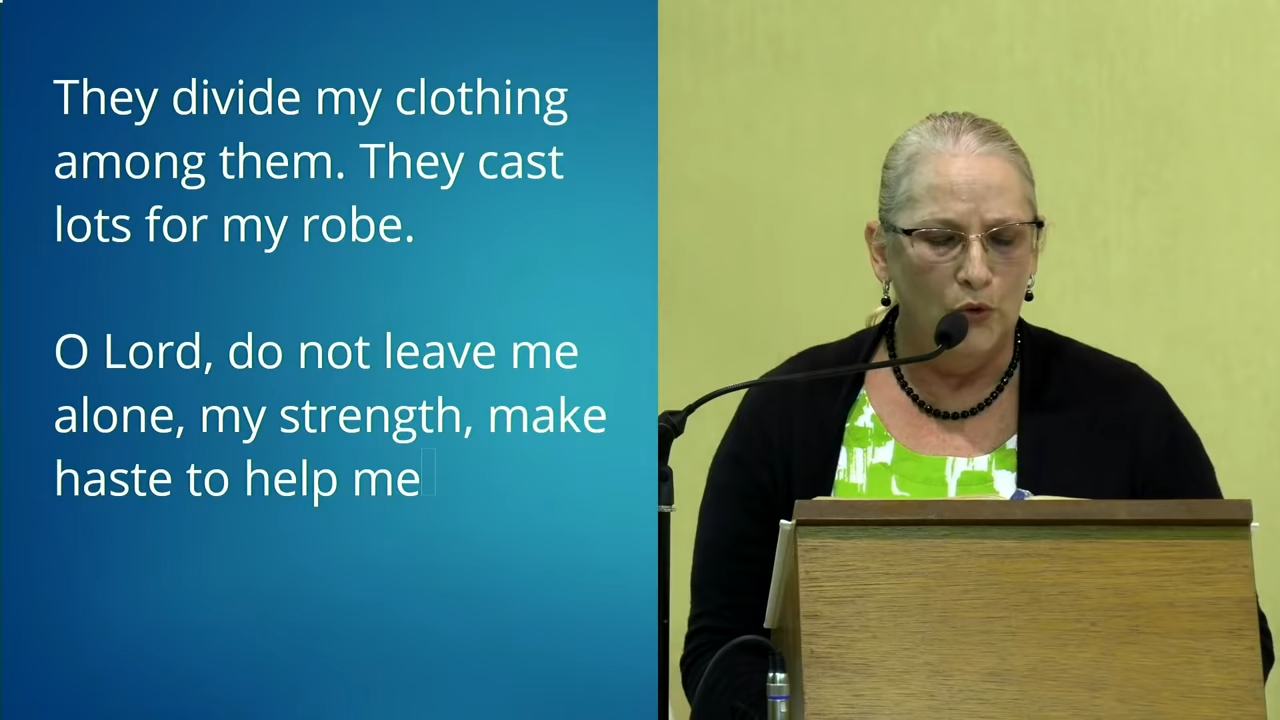 They divide my clothing
among them. They cast
lots for my robe.
O Lord, do not leave me
alone, my strength, make
haste to help me